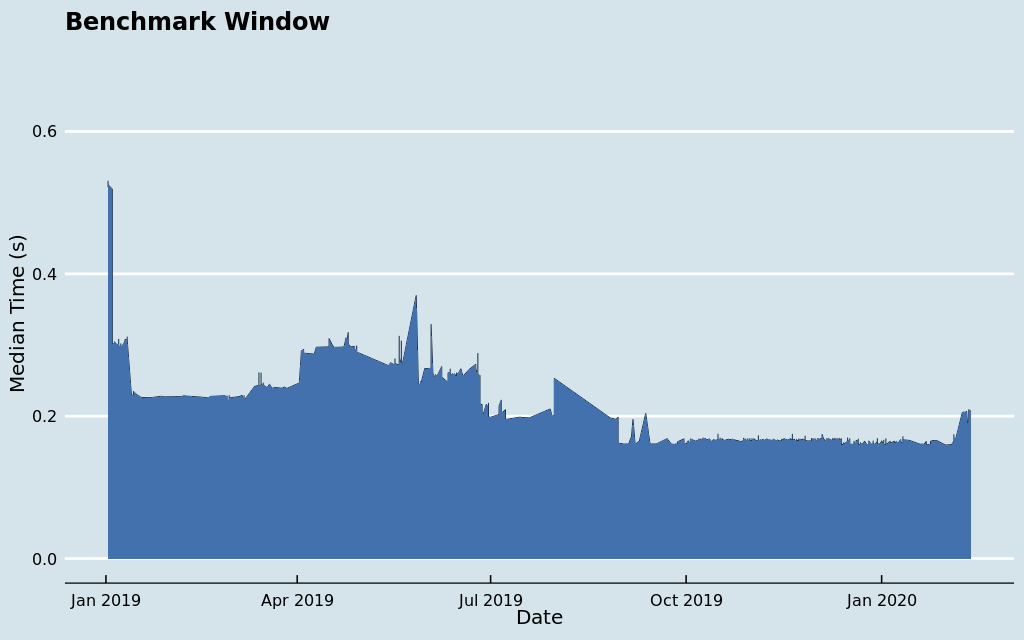 Benchmark Window
Median Time (s)
0.6
0.4
0.2
0.0
Jan 2019
Apr 2019
Jul 2019
Oct 2019
Jan 2020
Date